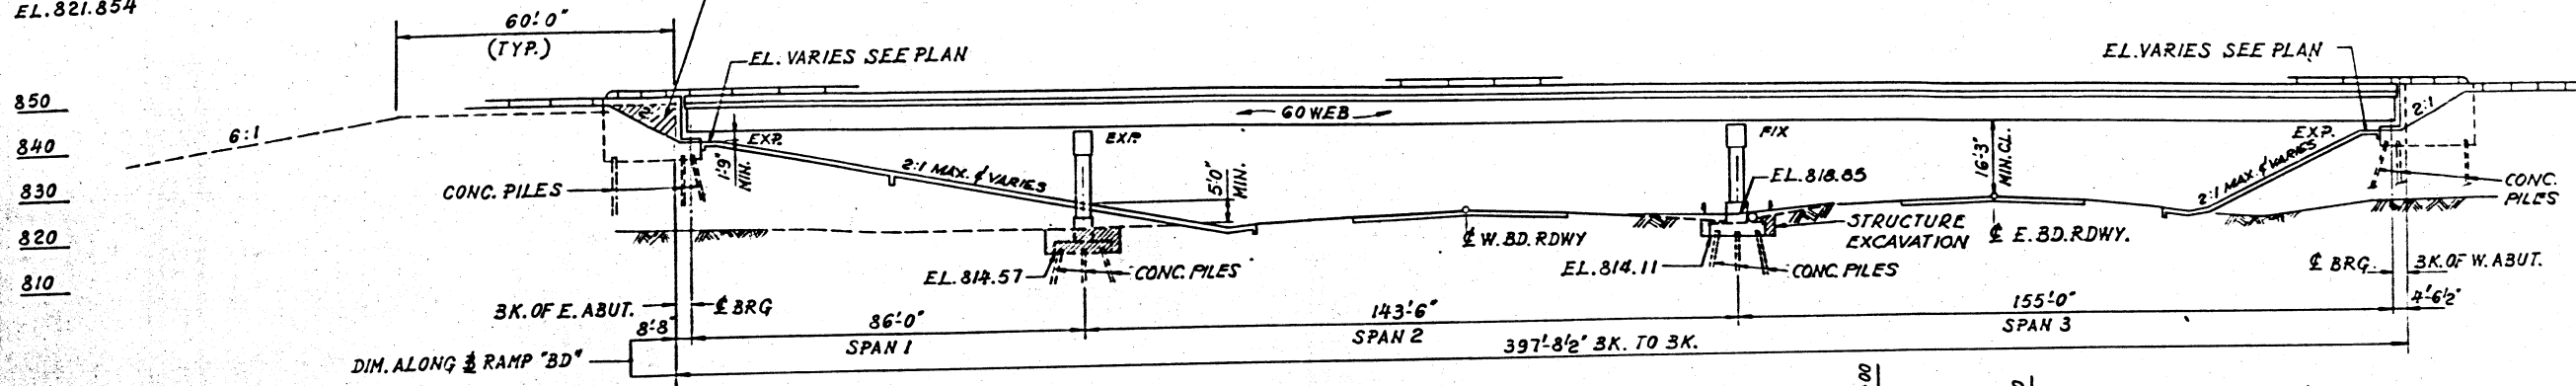 EL.821.854
60'-0"
(TYP.)
EL. VARIES SEE PLAN
EL. VARIES SEE PLAN
850
840
830
820
810
6:1
2:1
60 WEB
2:1
EXP.
EXP.
FIX
EXP.
1'-9"
MIN.
2:1 MAX. & VARIES
5'0"
MIN.
16'-3"
MIN.CL.
2:1 MAX. & VARIES
CONC. PILES
EL.818.85
CONC.
PILES
STRUCTURE
EXCAVATION
℄ W.BD.RDWY
℄ E.BD.RDWY.
EL.814.57
CONC.PILES
EL.814.11
CONC.PILES
℄ BRG.
BK.OF W.ABUT.
BK.OF E.ABUT.
℄ BRG
8'-8"
86'-0"
SPAN 1
143'-6"
SPAN 2
155'-0"
SPAN 3
4'-6½"
397'-8½" BK. TO BK.
DIM. ALONG ℄ RAMP "BD"